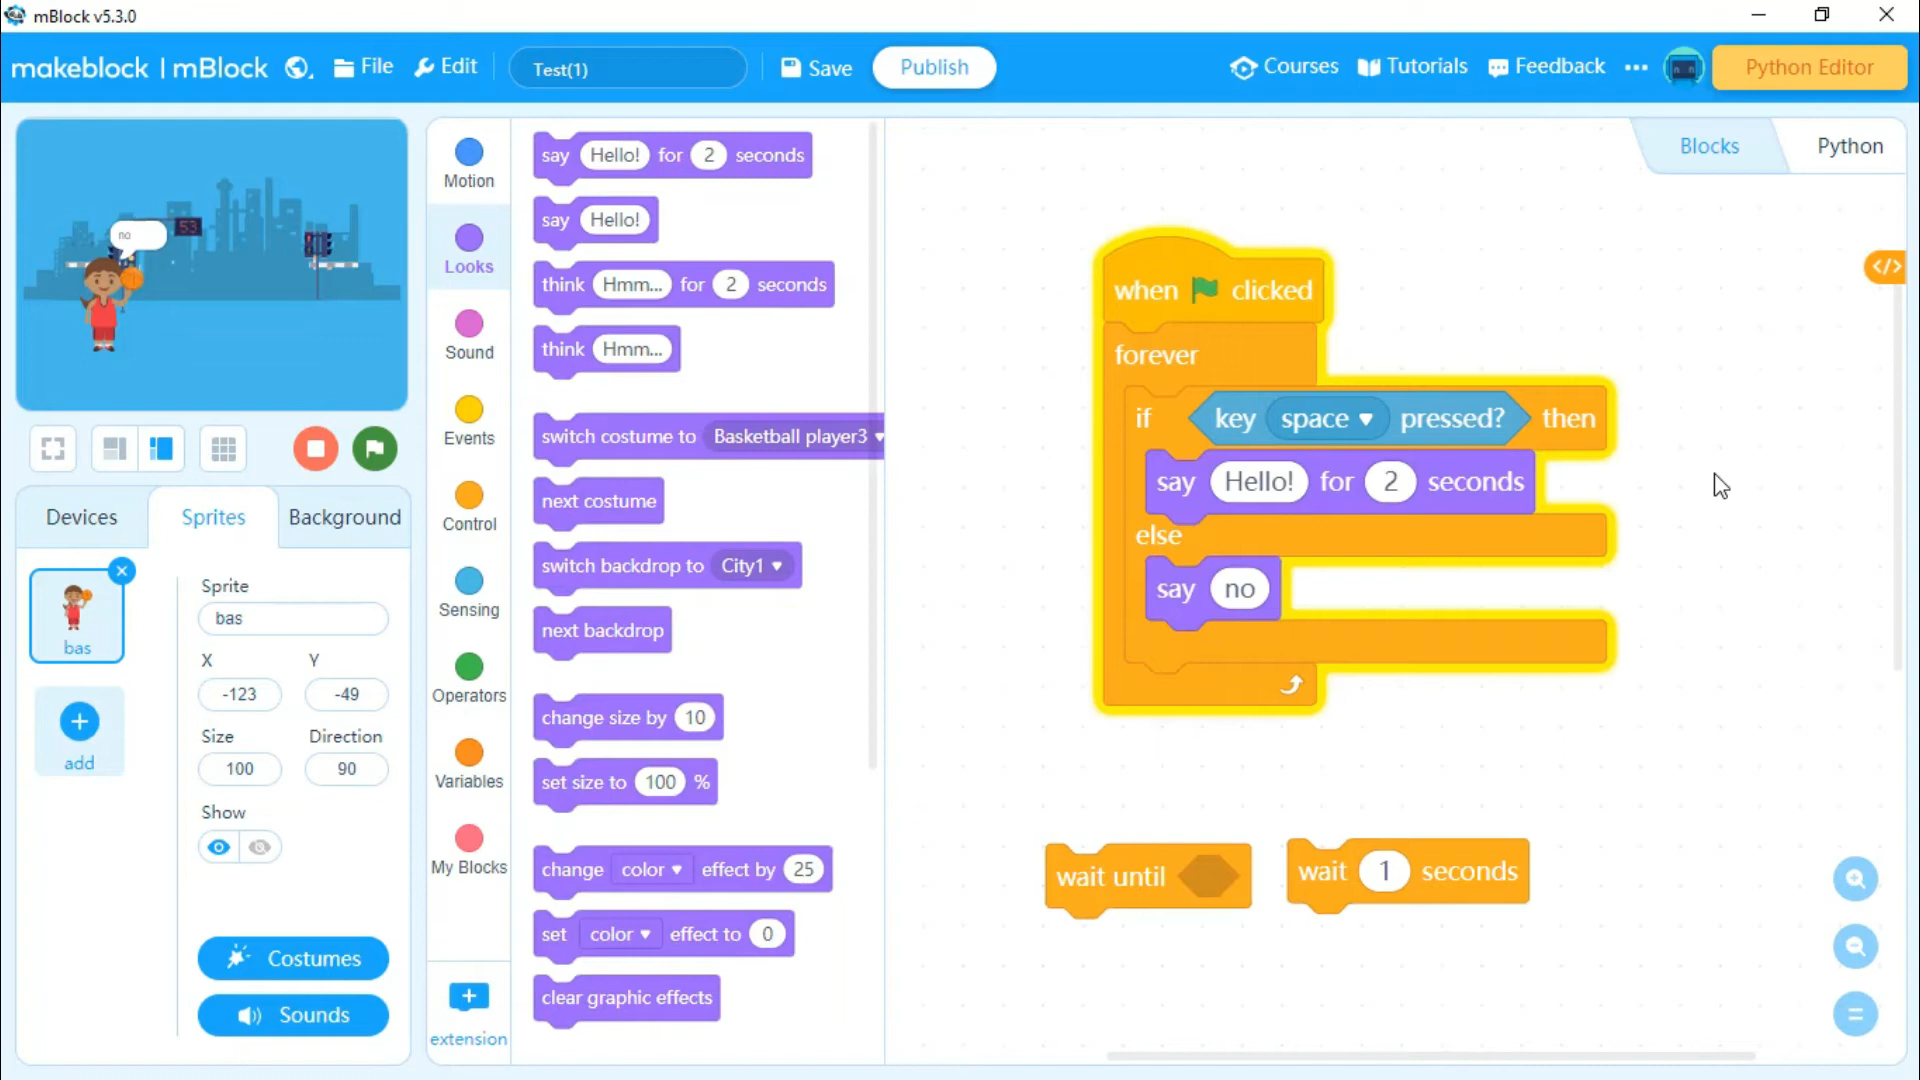 mBlock v5.3.0
makeblock | mBlock
File
Edit
Test(1)
Save
Publish
Courses
Tutorials
Feedback
Python Editor
no
53
Devices
Sprites
Background
bas
add
Sprite
bas
X
Y
-123
-49
Size
Direction
100
90
Show
Costumes
Sounds
Motion
Looks
Sound
Events
Control
Sensing
Operators
Variables
My Blocks
extension
say Hello! for 2 seconds
say Hello!
think Hmm... for 2 seconds
think Hmm...
switch costume to Basketball player3
next costume
switch backdrop to City1
next backdrop
change size by 10
set size to 100 %
change color effect by 25
set color effect to 0
clear graphic effects
Blocks
Python
</>
when clicked
forever
if key space pressed? then
say Hello! for 2 seconds
else
say no
wait until
wait 1 seconds